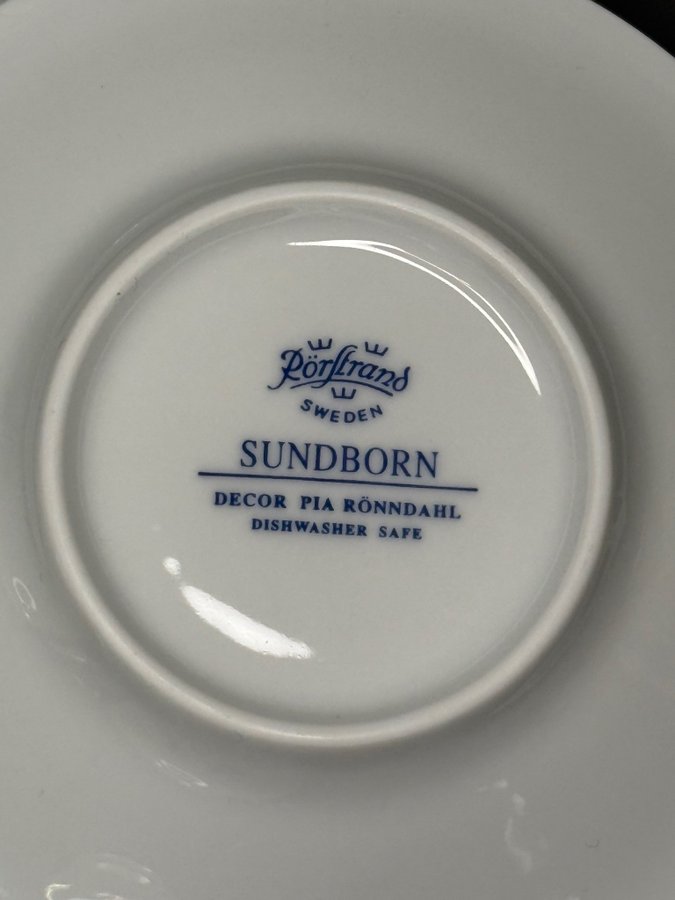 Rörstrand
SWEDEN
SUNDBORN
DECOR PIA RÖNNDAHL
DISHWASHER SAFE